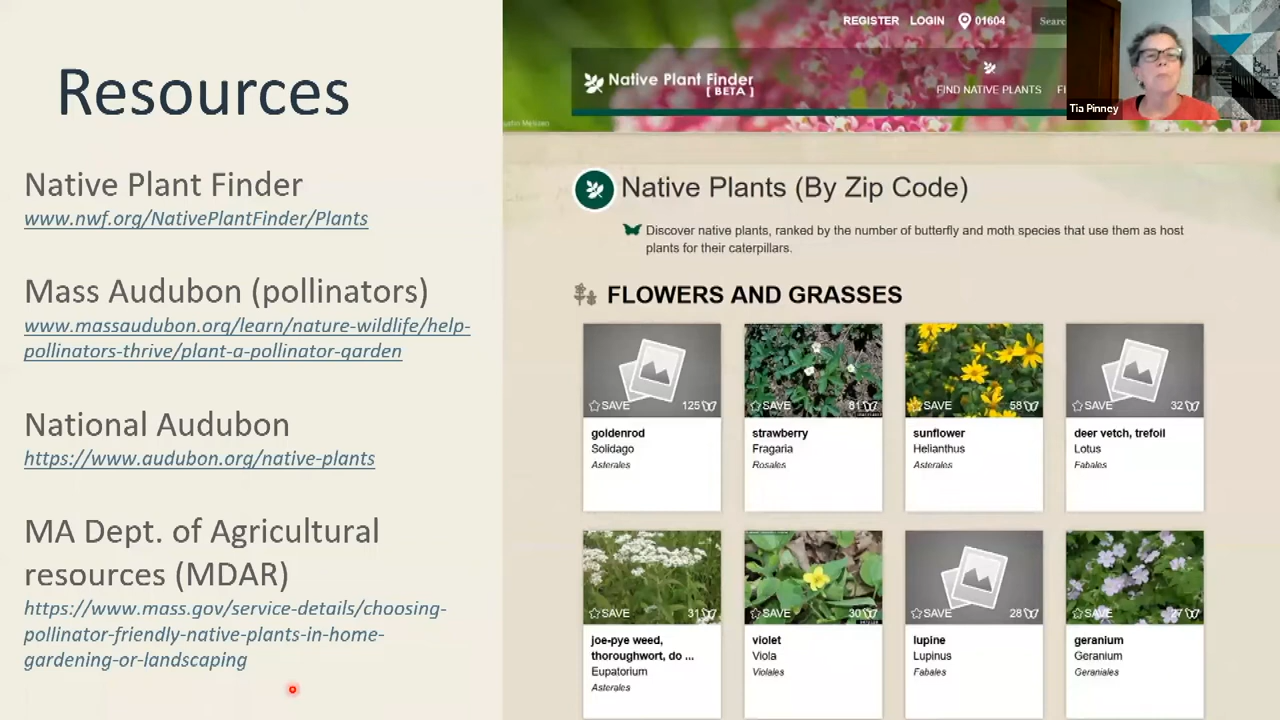 Resources
Native Plant Finder
www.nwf.org/NativePlantFinder/Plants
Mass Audubon (pollinators)
www.massaudubon.org/learn/nature-wildlife/help-
pollinators-thrive/plant-a-pollinator-garden
National Audubon
https://www.audubon.org/native-plants
MA Dept. of Agricultural
resources (MDAR)
https://www.mass.gov/service-details/choosing-
pollinator-friendly-native-plants-in-home-
gardening-or-landscaping
REGISTER LOGIN 01604
Native Plant Finder
[ BETA ]
FIND NATIVE PLANTS
Tia Pinney
Native Plants (By Zip Code)
Discover native plants, ranked by the number of butterfly and moth species that use them as host
plants for their caterpillars.
FLOWERS AND GRASSES
SAVE 125
goldenrod
Solidago
Asterales
SAVE 81
strawberry
Fragaria
Rosales
SAVE 58
sunflower
Helianthus
Asterales
SAVE 32
deer vetch, trefoil
Lotus
Fabales
SAVE 31
joe-pye weed,
thoroughwort, do ...
Eupatorium
Asterales
SAVE 30
violet
Viola
Violales
SAVE 28
lupine
Lupinus
Fabales
SAVE 27
geranium
Geranium
Geraniales